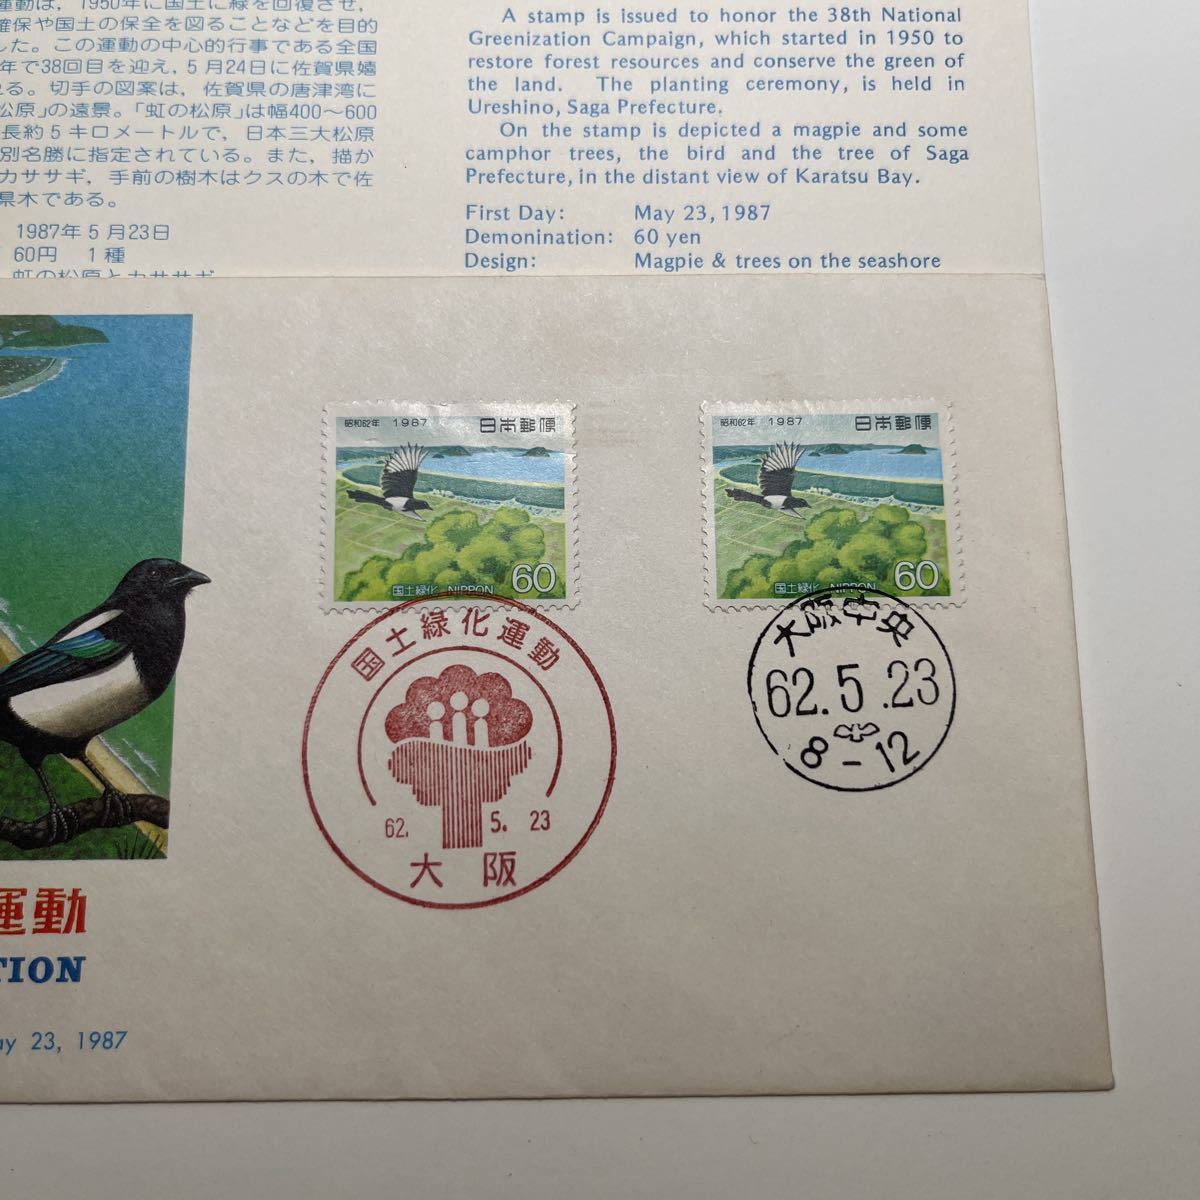 運動は, 1950年に国土に緑を回復させ,
確保や国土の保全を図ることなどを目的
した。この運動の中心的行事である全国
年で38回目を迎え, 5月24日に佐賀県嬉
れる。切手の図案は, 佐賀県の唐津湾に
松原」の遠景。「虹の松原」は幅400～600
長約5キロメートルで, 日本三大松原
別名勝に指定されている。また, 描か
カササギ, 手前の樹木はクスの木で佐
県木である。
1987年5月23日
60円 1種
虹の松原とカササギ
A stamp is issued to honor the 38th National
Greenization Campaign, which started in 1950 to
restore forest resources and conserve the green of
the land. The planting ceremony, is held in
Ureshino, Saga Prefecture.
On the stamp is depicted a magpie and some
camphor trees, the bird and the tree of Saga
Prefecture, in the distant view of Karatsu Bay.
First Day: May 23, 1987
Demonination: 60 yen
Design: Magpie & trees on the seashore
昭和62年 1987 日本郵便
国土緑化 NIPPON 60
昭和62年 1987 日本郵便
国土緑化 NIPPON 60
国土緑化運動
62. 5. 23
大阪
大阪中央
62.5.23
8-12
運動
TION
ay 23, 1987